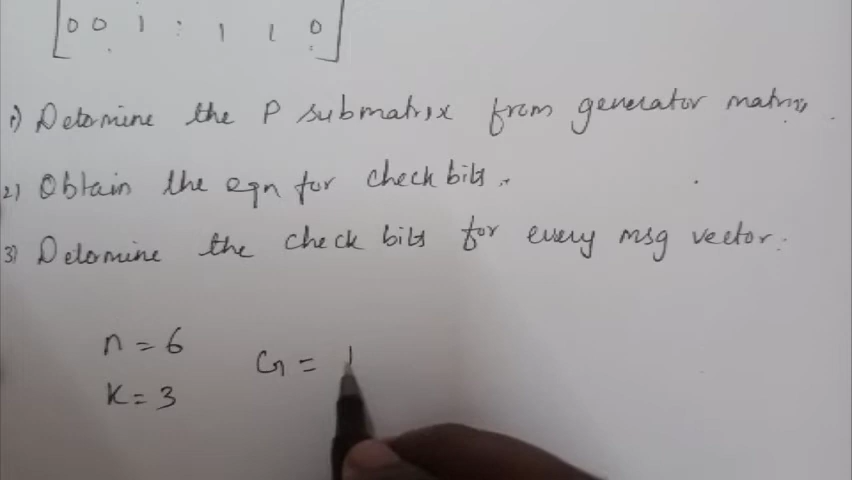 0 0 1 : 1 1 0
1) Determine the P submatrix from generator matrix.
2) Obtain the eqn for check bits.
3) Determine the check bits for every msg vector.
n = 6 G =
K = 3